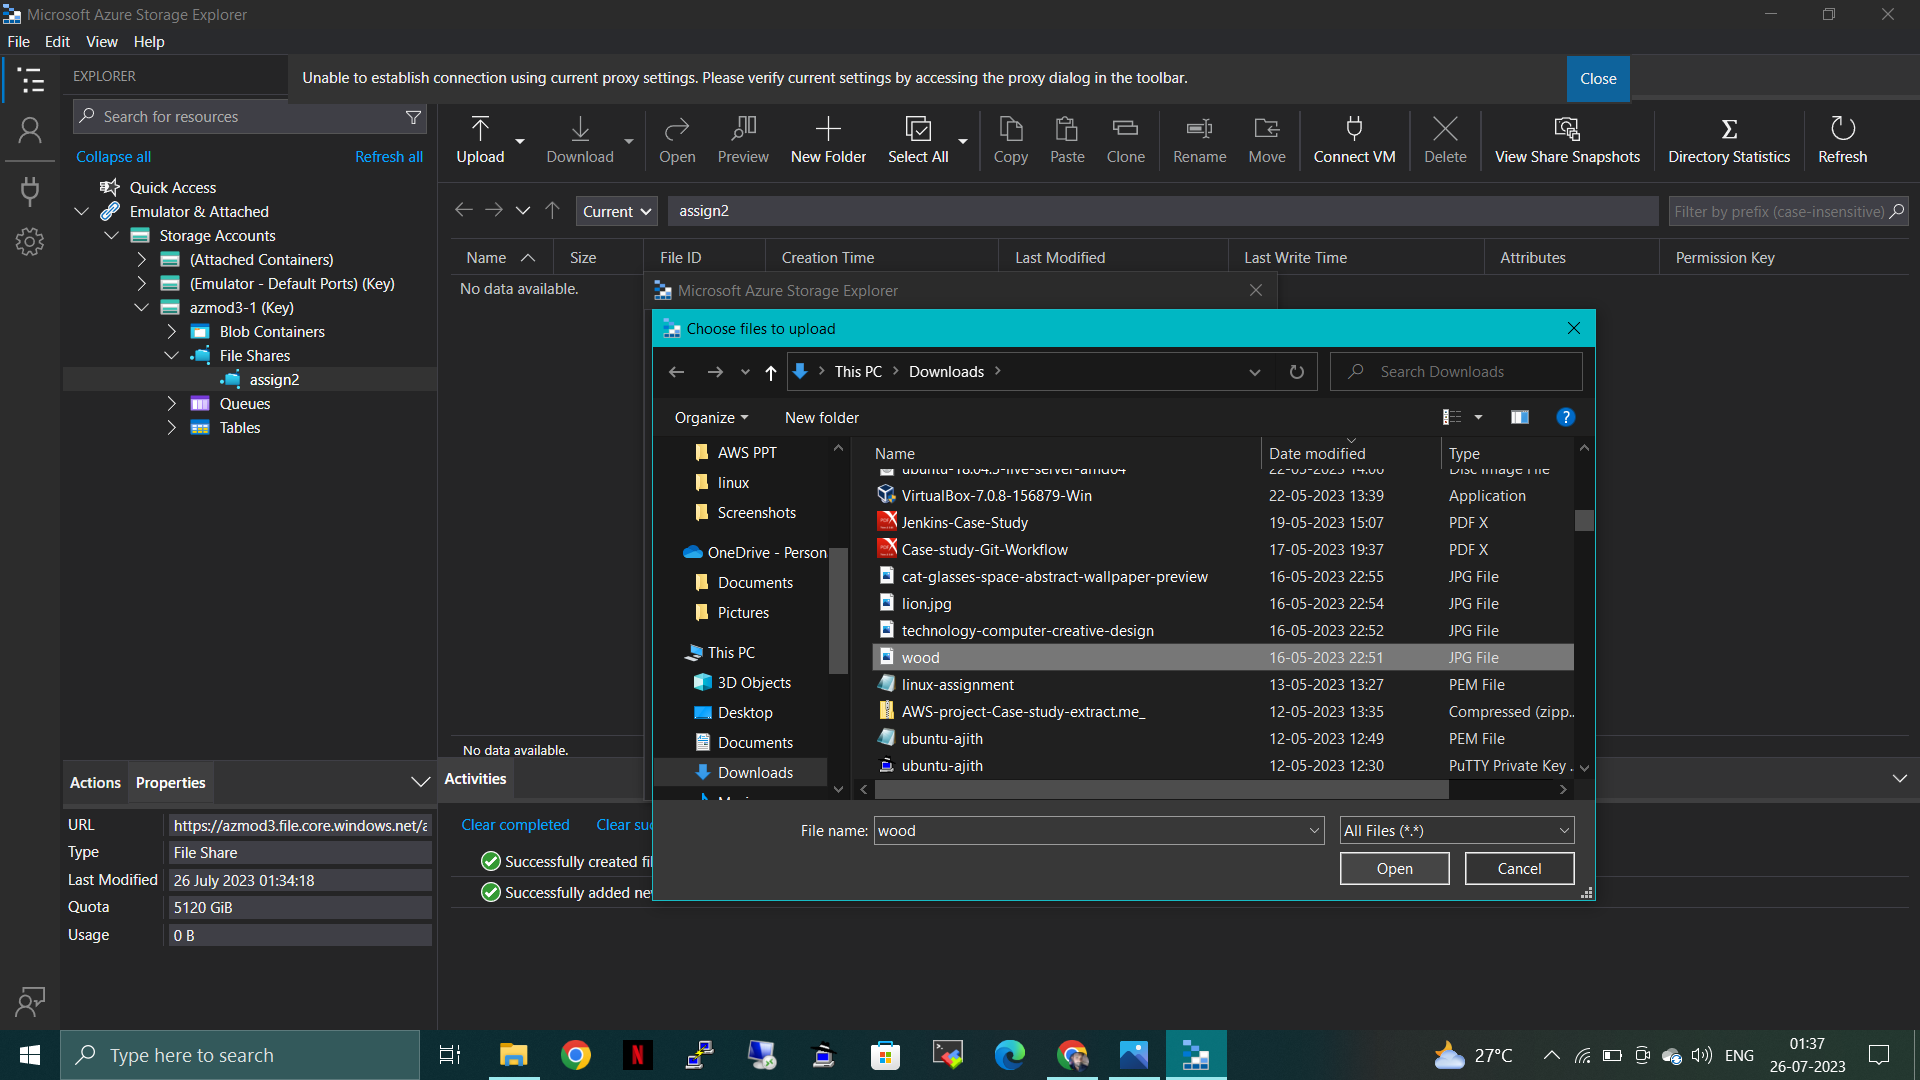 Microsoft Azure Storage Explorer
File Edit View Help
EXPLORER
Unable to establish connection using current proxy settings. Please verify current settings by accessing the proxy dialog in the toolbar.
Close
Search for resources
Collapse all
Refresh all
Quick Access
Emulator & Attached
Storage Accounts
(Attached Containers)
(Emulator - Default Ports) (Key)
azmod3-1 (Key)
Blob Containers
File Shares
assign2
Queues
Tables
Upload Download Open Preview New Folder Select All Copy Paste Clone Rename Move Connect VM Delete View Share Snapshots Directory Statistics Refresh
Current
assign2
Filter by prefix (case-insensitive)
Name Size File ID Creation Time Last Modified Last Write Time Attributes Permission Key
No data available.
Microsoft Azure Storage Explorer
Choose files to upload
This PC Downloads
Search Downloads
Organize New folder
AWS PPT
linux
Screenshots
OneDrive - Person
Documents
Pictures
This PC
3D Objects
Desktop
Documents
Downloads
Name Date modified Type
ubuntu-18.04.5-live-server-amd64 22-05-2023 14:06 Disc Image File
VirtualBox-7.0.8-156879-Win 22-05-2023 13:39 Application
Jenkins-Case-Study 19-05-2023 15:07 PDF X
Case-study-Git-Workflow 17-05-2023 19:37 PDF X
cat-glasses-space-abstract-wallpaper-preview 16-05-2023 22:55 JPG File
lion.jpg 16-05-2023 22:54 JPG File
technology-computer-creative-design 16-05-2023 22:52 JPG File
wood 16-05-2023 22:51 JPG File
linux-assignment 13-05-2023 13:27 PEM File
AWS-project-Case-study-extract.me_ 12-05-2023 13:35 Compressed (zipp...
ubuntu-ajith 12-05-2023 12:49 PEM File
ubuntu-ajith 12-05-2023 12:30 PuTTY Private Key ...
File name: wood
All Files (*.*)
Open Cancel
No data available.
Actions Properties
URL https://azmod3.file.core.windows.net/a
Type File Share
Last Modified 26 July 2023 01:34:18
Quota 5120 GiB
Usage 0 B
Activities
Clear completed Clear suc
Successfully created fil
Successfully added ne
Type here to search
27°C
ENG
01:37
26-07-2023